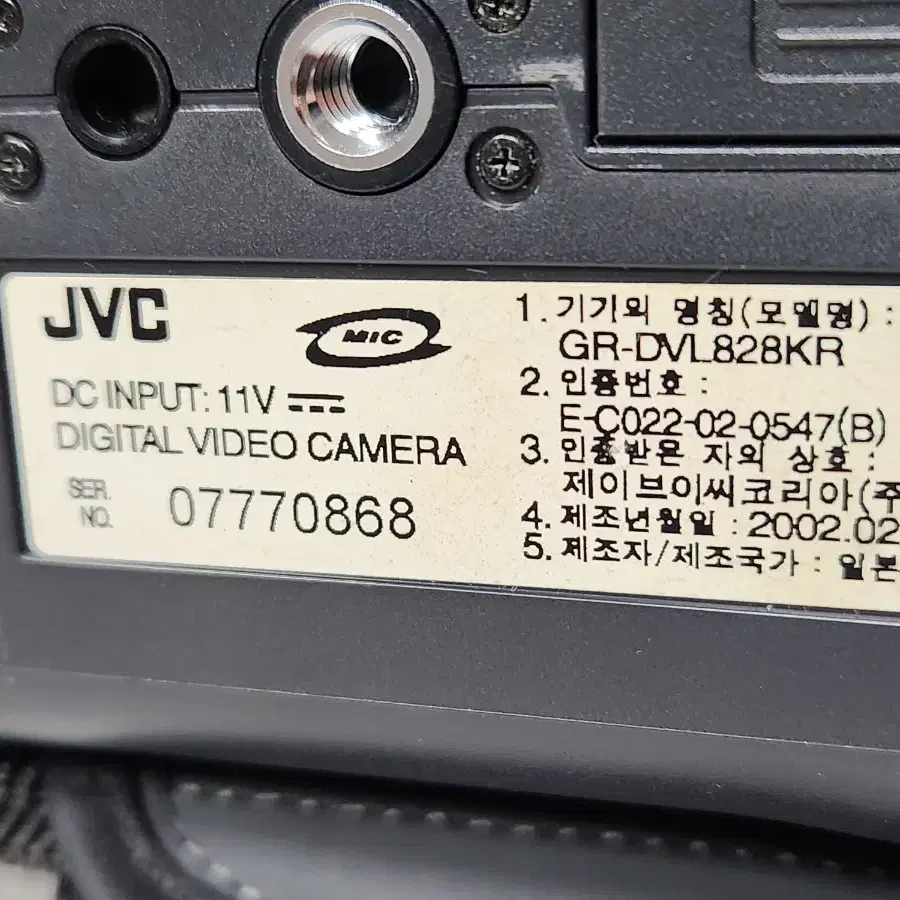 JVC
MIC
DC INPUT: 11V
DIGITAL VIDEO CAMERA
SER. NO. 07770868
1. 기기의 명칭(모델명) :
GR-DVL828KR
2. 인증번호 :
E-C022-02-0547(B)
3. 인증받은 자의 상호 :
제이브이씨코리아(주
4. 제조년월일 : 2002.02
5. 제조자/제조국가 : 일본